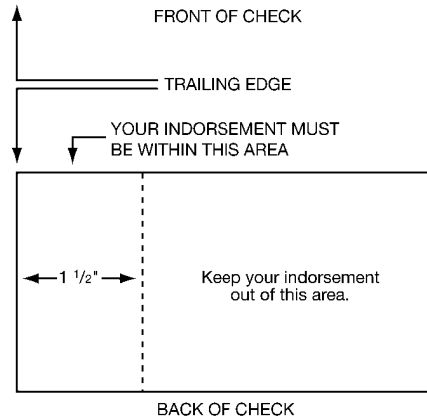 FRONT OF CHECK
TRAILING EDGE
YOUR INDORSEMENT MUST
BE WITHIN THIS AREA
1 1/2"
Keep your indorsement
out of this area.
BACK OF CHECK